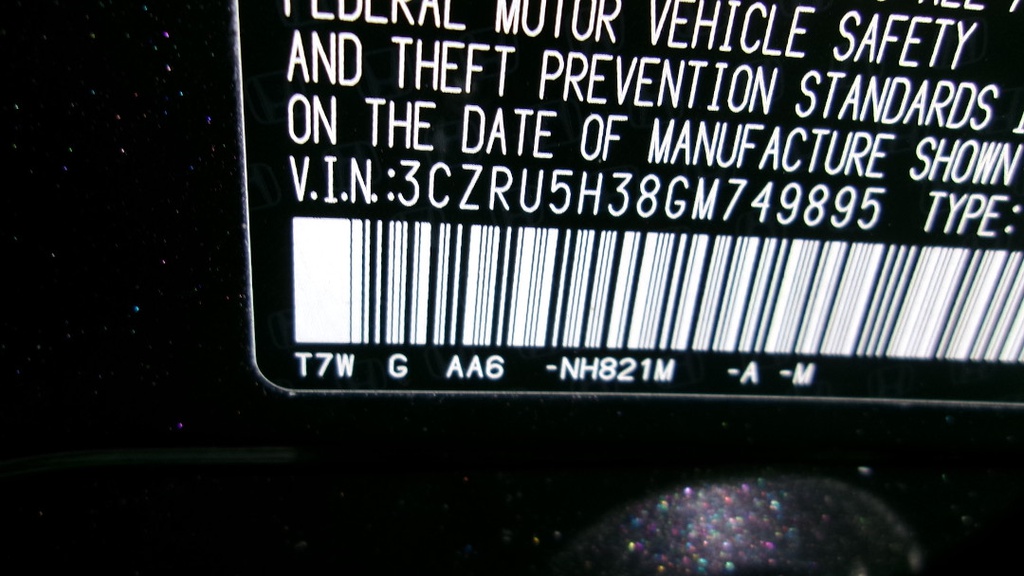 FEDERAL MOTOR VEHICLE SAFETY
AND THEFT PREVENTION STANDARDS
ON THE DATE OF MANUFACTURE SHOWN
V.I.N.:3CZRU5H38GM749895 TYPE:
T7W G AA6 -NH821M -A -M